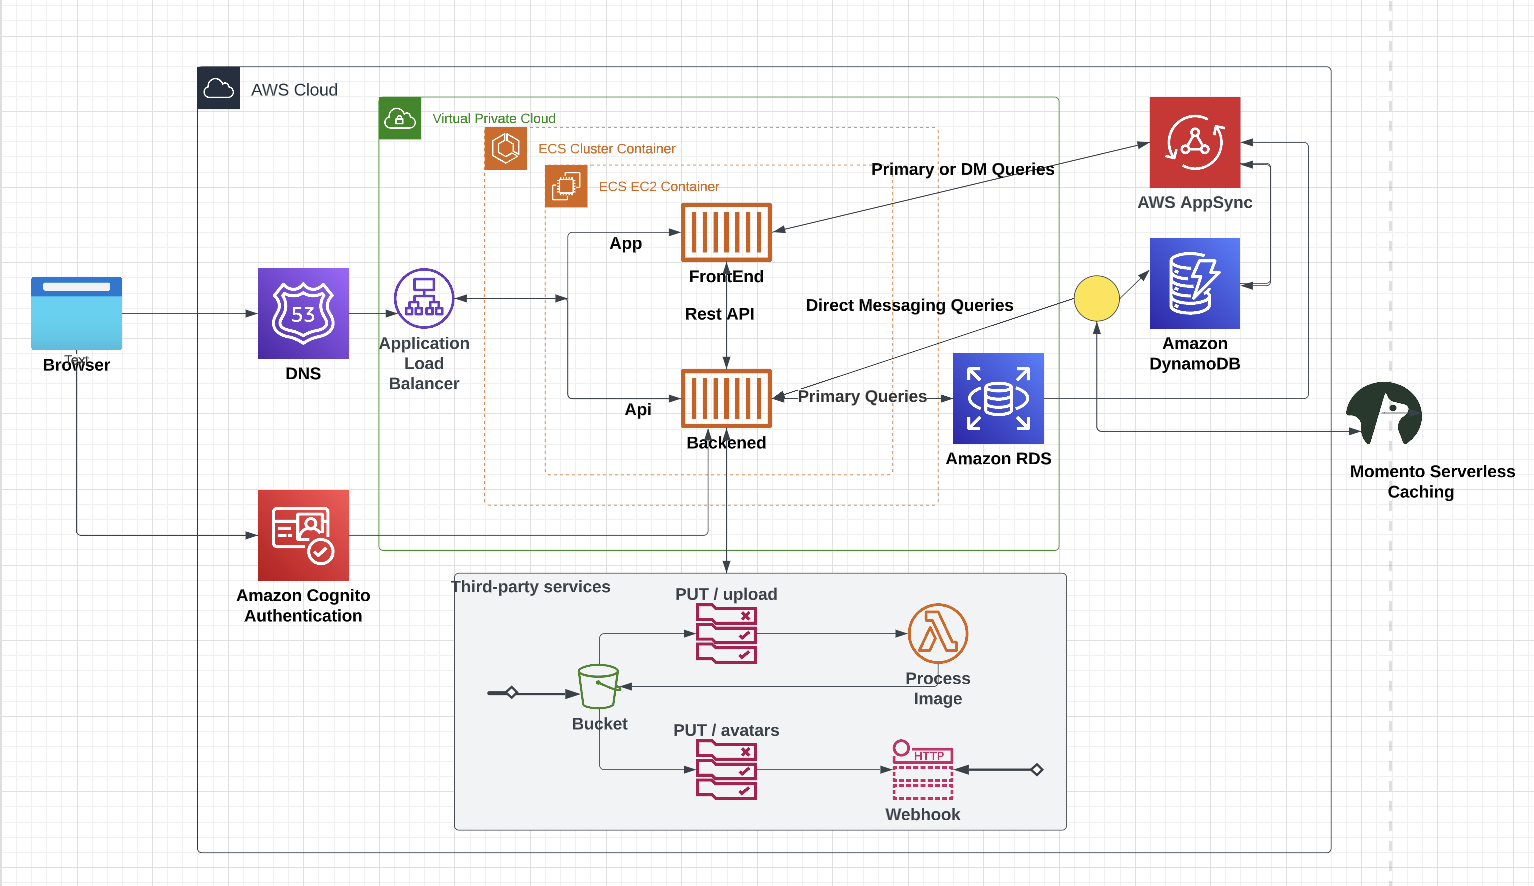 AWS Cloud
Virtual Private Cloud
ECS Cluster Container
ECS EC2 Container
Primary or DM Queries
AWS AppSync
App
FrontEnd
Rest API
Direct Messaging Queries
53
Text
Browser
DNS
Application
Load
Balancer
Amazon
DynamoDB
Api
Primary Queries
Backened
Amazon RDS
Momento Serverless
Caching
Amazon Cognito
Authentication
Third-party services
PUT / upload
Process
Image
Bucket
PUT / avatars
HTTP
Webhook